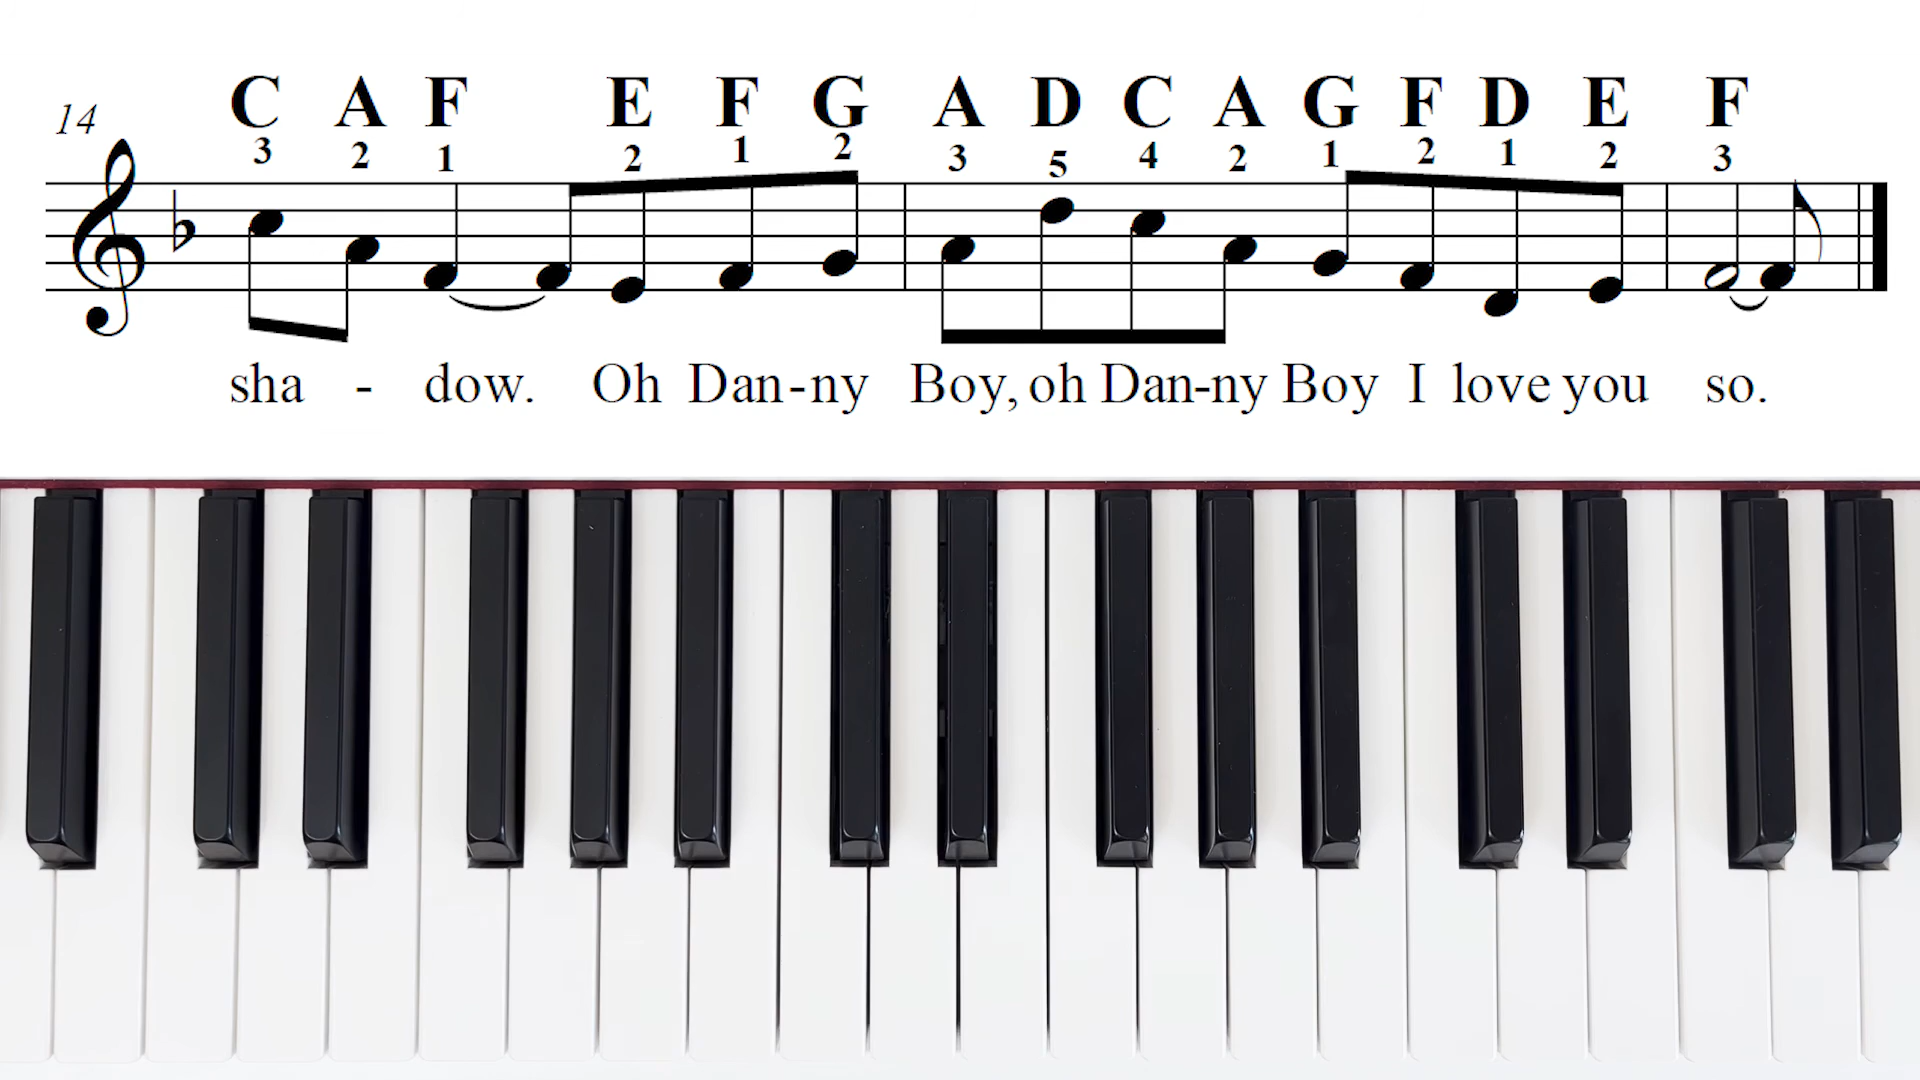 C A F E F G A D C A G F D E F
14
3 2 1 2 1 2 3 5 4 2 1 2 1 2 3
sha - dow. Oh Dan-ny Boy, oh Dan-ny Boy I love you so.